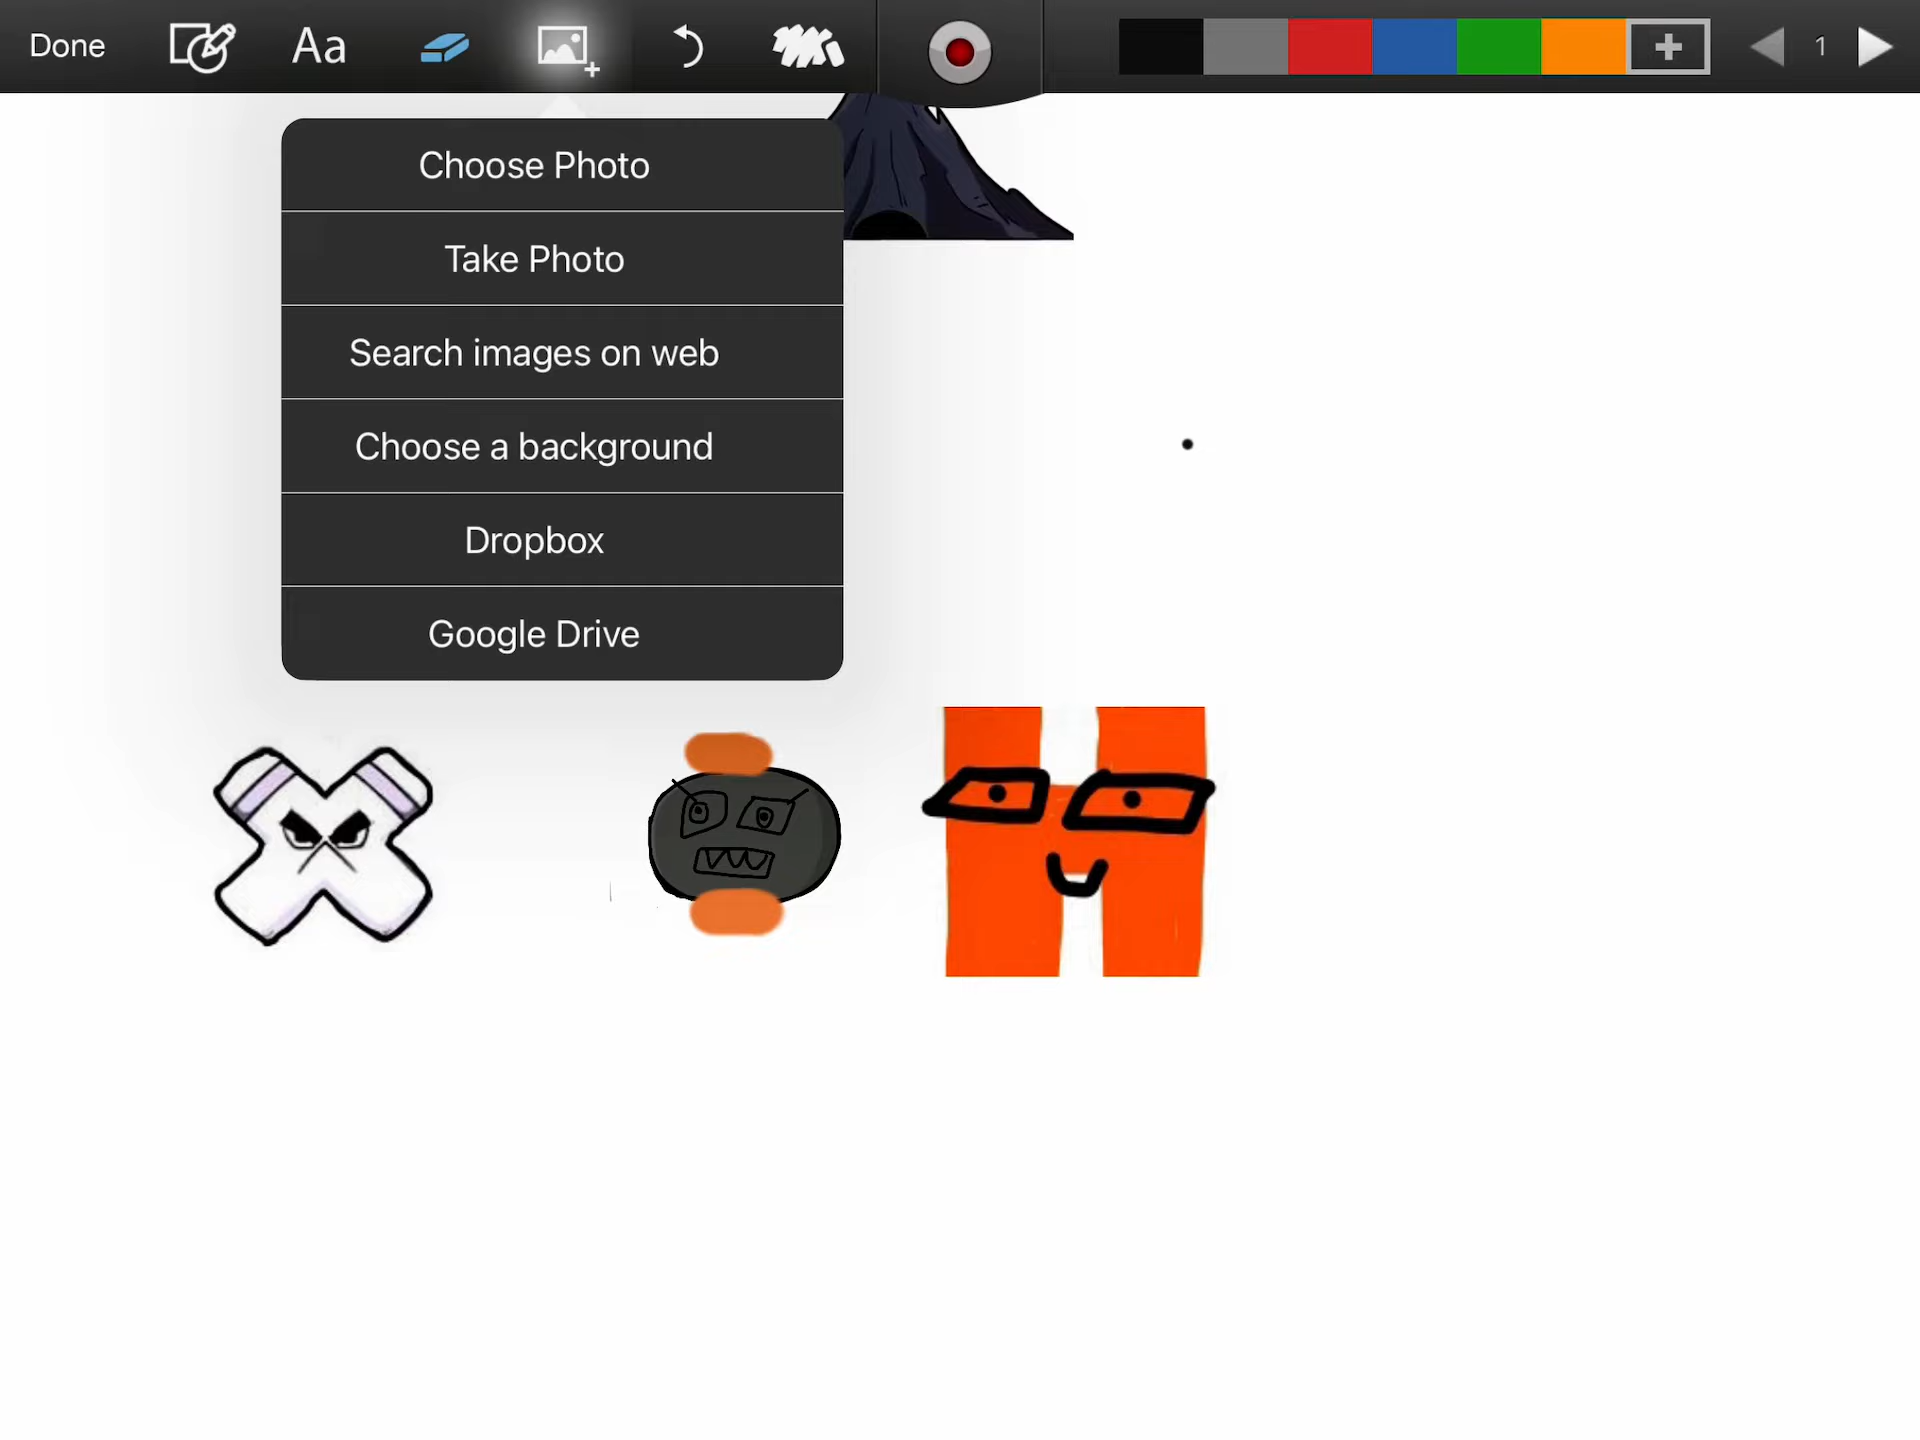 Done
Aa
1
Choose Photo
Take Photo
Search images on web
Choose a background
Dropbox
Google Drive